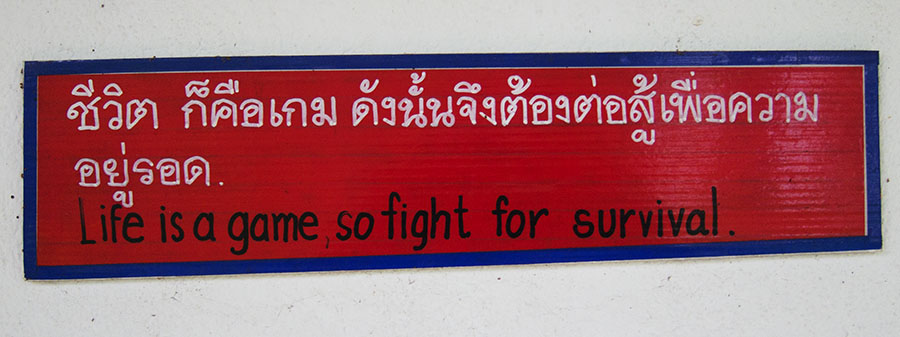 ชีวิต ก็คือเกม ดังนั้นจึงต้องต่อสู้เพื่อความ
อยู่รอด.
Life is a game, so fight for survival.